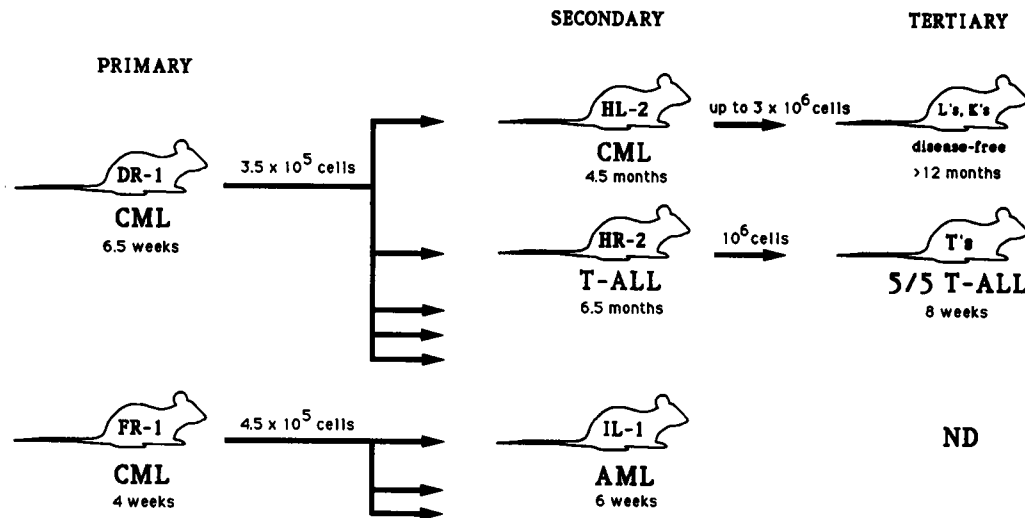 SECONDARY
TERTIARY
PRIMARY
DR-1
CML
6.5 weeks
3.5 x 10⁵ cells
HL-2
CML
4.5 months
up to 3 x 10⁶ cells
L's, K's
disease-free
>12 months
HR-2
T-ALL
6.5 months
10⁶ cells
T's
5/5 T-ALL
8 weeks
FR-1
CML
4 weeks
4.5 x 10⁵ cells
IL-1
AML
6 weeks
ND